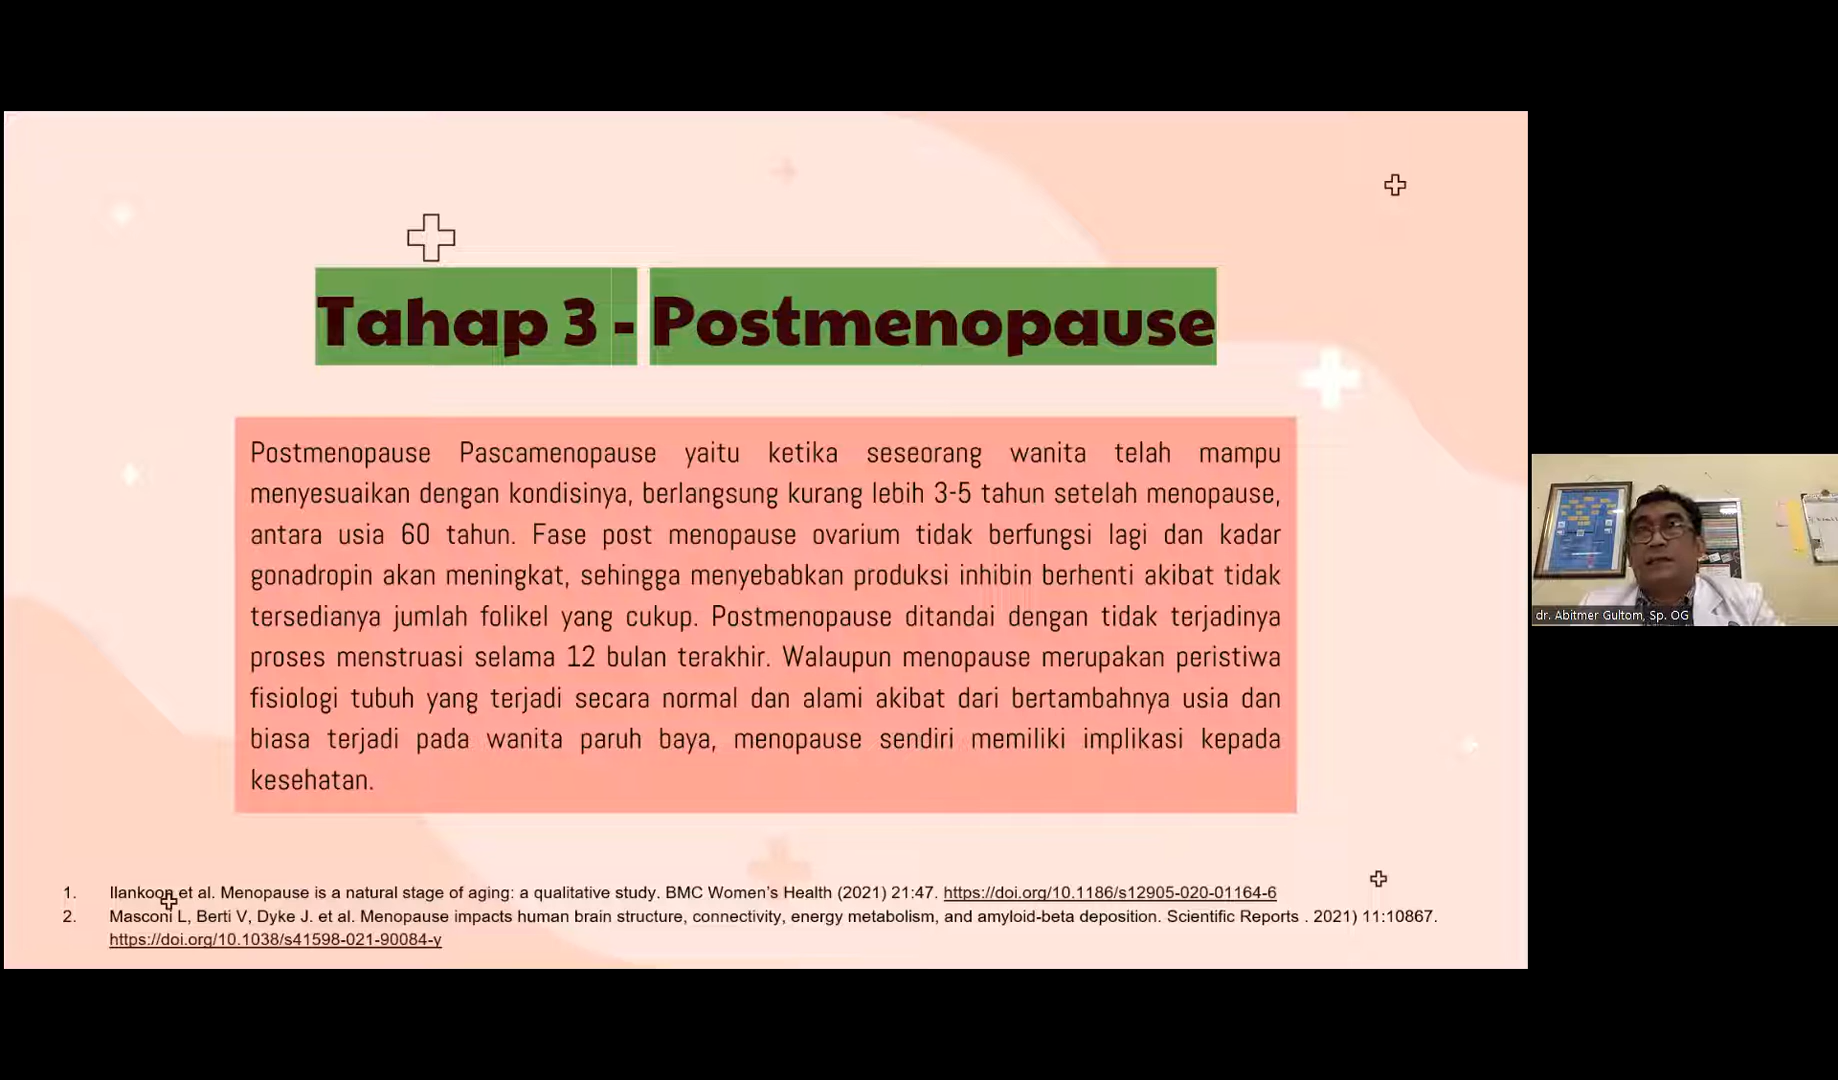 Tahap 3 - Postmenopause
Postmenopause Pascamenopause yaitu ketika seseorang wanita telah mampu
menyesuaikan dengan kondisinya, berlangsung kurang lebih 3-5 tahun setelah menopause,
antara usia 60 tahun. Fase post menopause ovarium tidak berfungsi lagi dan kadar
gonadropin akan meningkat, sehingga menyebabkan produksi inhibin berhenti akibat tidak
tersedianya jumlah folikel yang cukup. Postmenopause ditandai dengan tidak terjadinya
proses menstruasi selama 12 bulan terakhir. Walaupun menopause merupakan peristiwa
fisiologi tubuh yang terjadi secara normal dan alami akibat dari bertambahnya usia dan
biasa terjadi pada wanita paruh baya, menopause sendiri memiliki implikasi kepada
kesehatan.
1. Ilankoon et al. Menopause is a natural stage of aging: a qualitative study. BMC Women’s Health (2021) 21:47. https://doi.org/10.1186/s12905-020-01164-6
2. Masconi L, Berti V, Dyke J. et al. Menopause impacts human brain structure, connectivity, energy metabolism, and amyloid-beta deposition. Scientific Reports . 2021) 11:10867.
https://doi.org/10.1038/s41598-021-90084-y
dr. Abitmer Gultom, Sp. OG